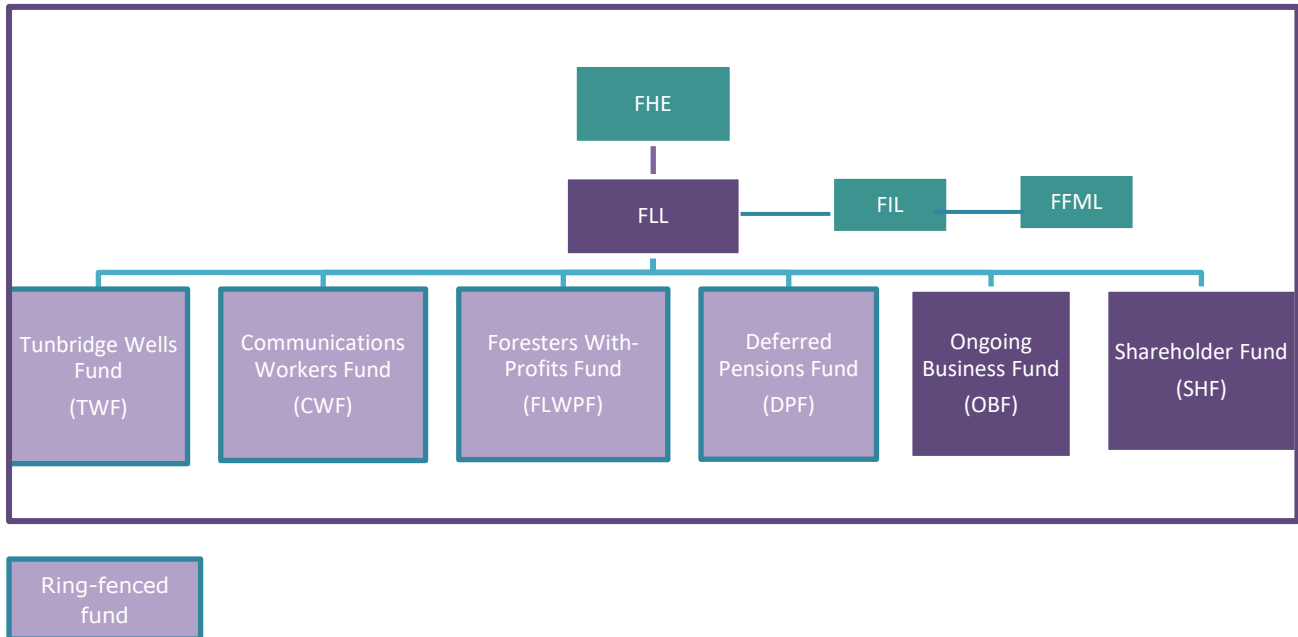 FHE
FLL
FIL
FFML
Tunbridge Wells
Fund
(TWF)
Communications
Workers Fund
(CWF)
Foresters With-
Profits Fund
(FLWPF)
Deferred
Pensions Fund
(DPF)
Ongoing
Business Fund
(OBF)
Shareholder Fund
(SHF)
Ring-fenced
fund